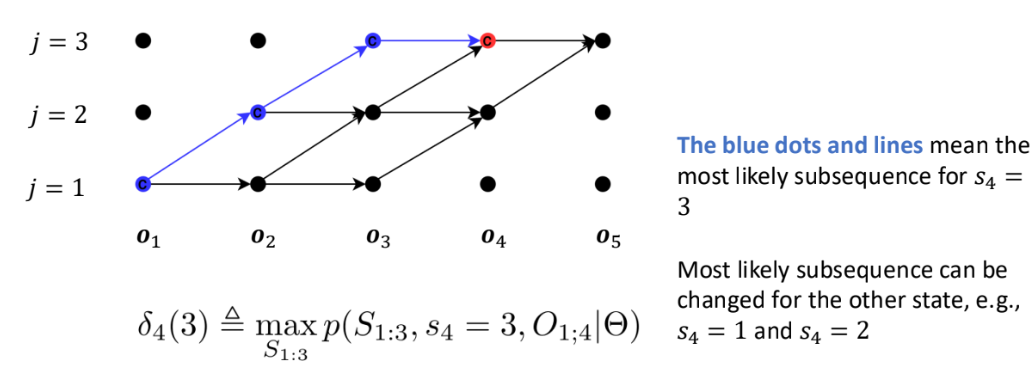 j = 3
c
c
j = 2
c
j = 1
c
o₁ o₂ o₃ o₄ o₅
δ₄(3) ≜ max p(S₁:₃, s₄ = 3, O₁;₄|Θ)
S₁:₃
The blue dots and lines mean the
most likely subsequence for s₄ =
3
Most likely subsequence can be
changed for the other state, e.g.,
s₄ = 1 and s₄ = 2